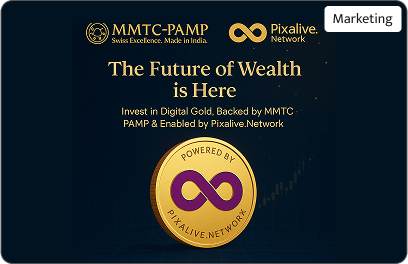 MMTC-PAMP
Swiss Excellence. Made in India.
Pixalive.
Network
Marketing
The Future of Wealth
is Here
Invest in Digital Gold, Backed by MMTC
PAMP & Enabled by Pixalive.Network
POWERED BY
PIXALIVE.NETWORK